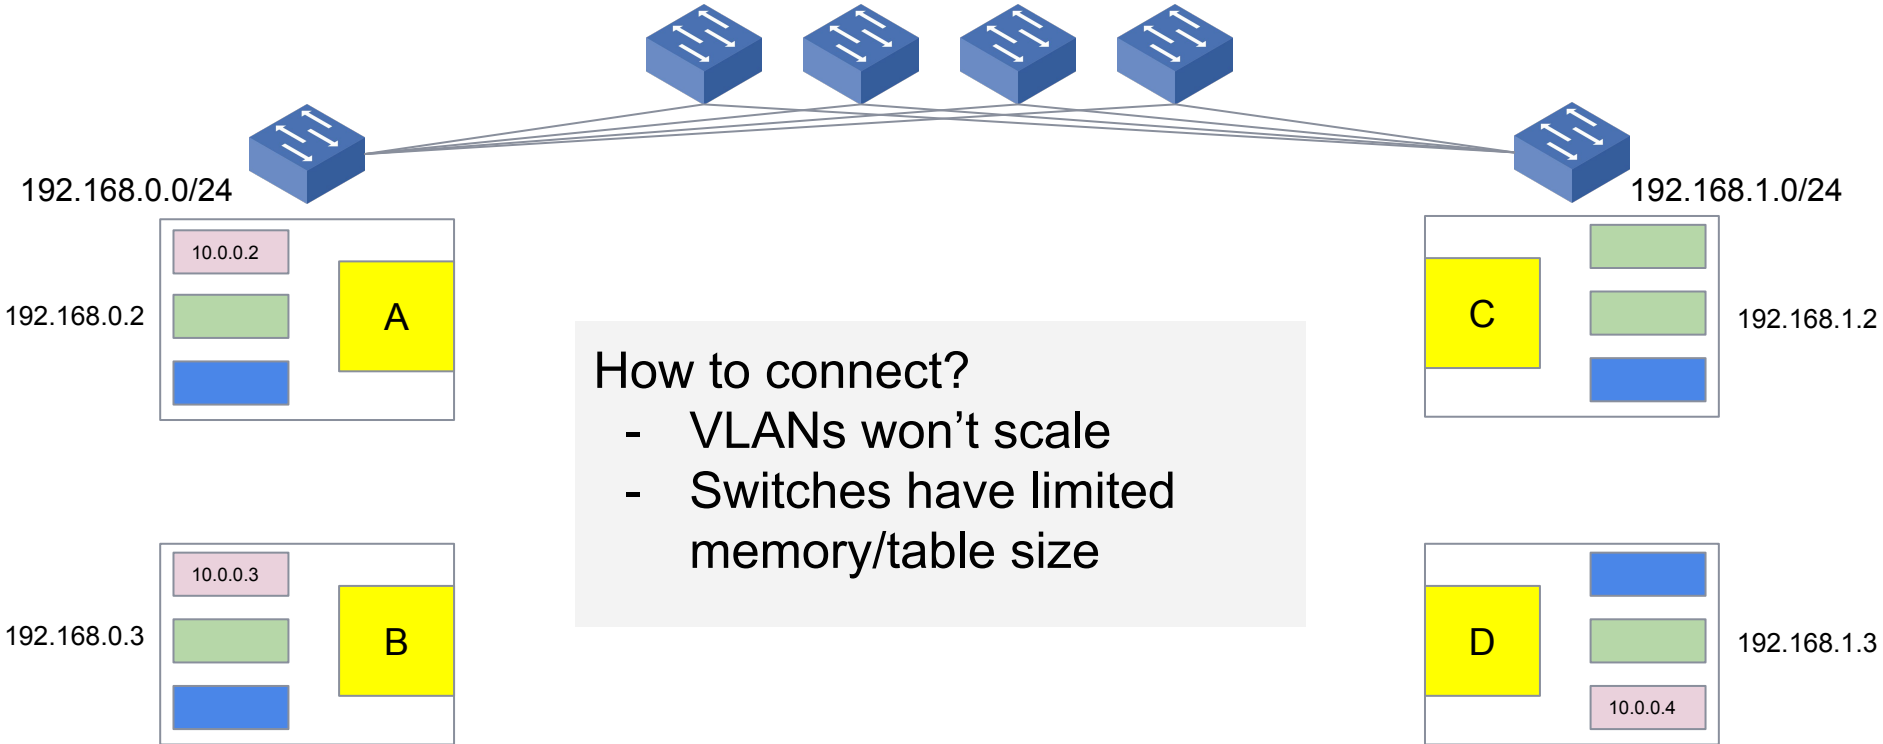 192.168.0.0/24
192.168.1.0/24
10.0.0.2
192.168.0.2
A
C
192.168.1.2
How to connect?
- VLANs won’t scale
- Switches have limited
memory/table size
10.0.0.3
192.168.0.3
B
D
192.168.1.3
10.0.0.4